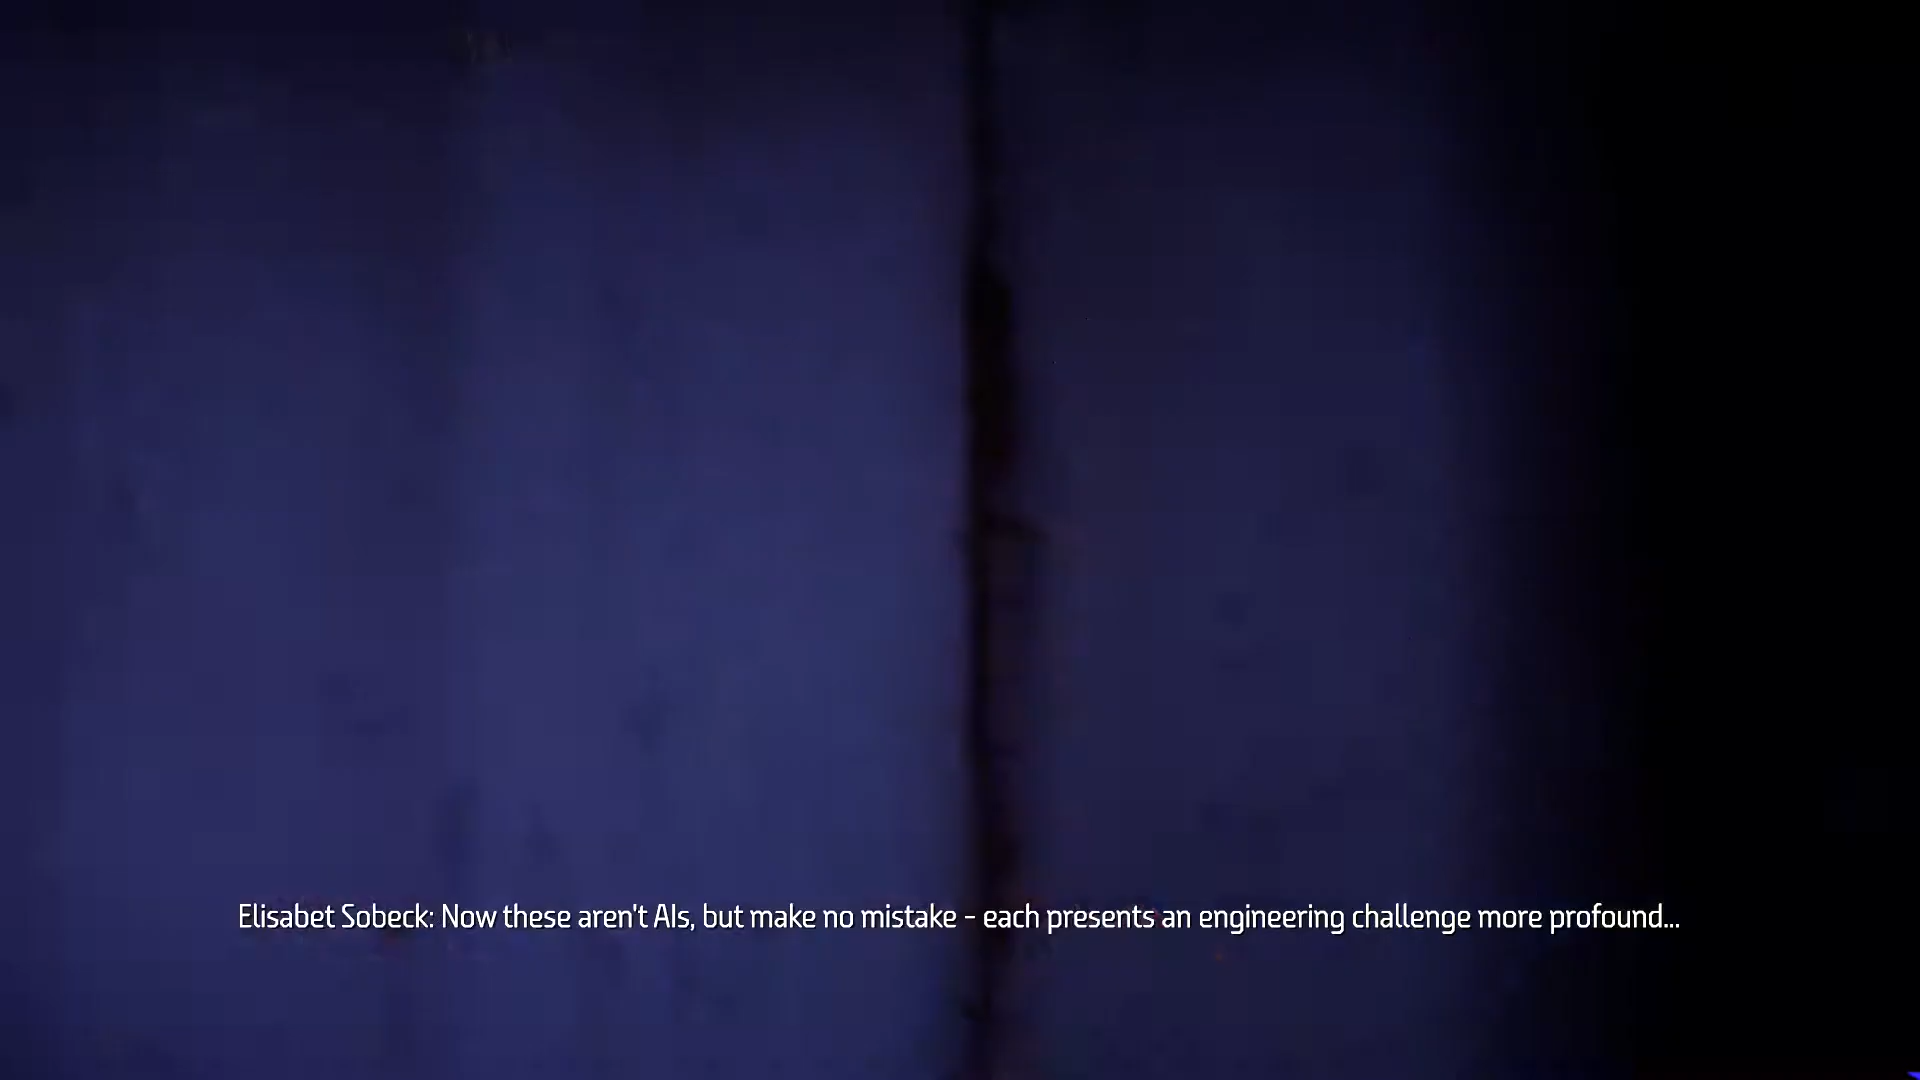 Elisabet Sobeck: Now these aren't AIs, but make no mistake - each presents an engineering challenge more profound...